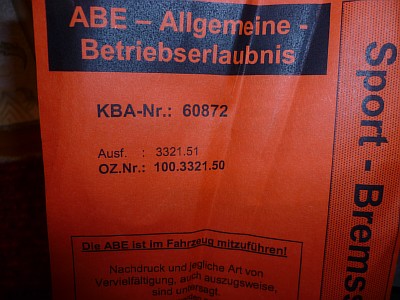 ABE – Allgemeine -
Betriebserlaubnis
KBA-Nr.: 60872
Ausf. : 3321.51
OZ.Nr.: 100.3321.50
Die ABE ist im Fahrzeug mitzuführen!
Nachdruck und jegliche Art von
Vervielfältigung, auch auszugsweise,
sind untersagt.
Sport - Brems